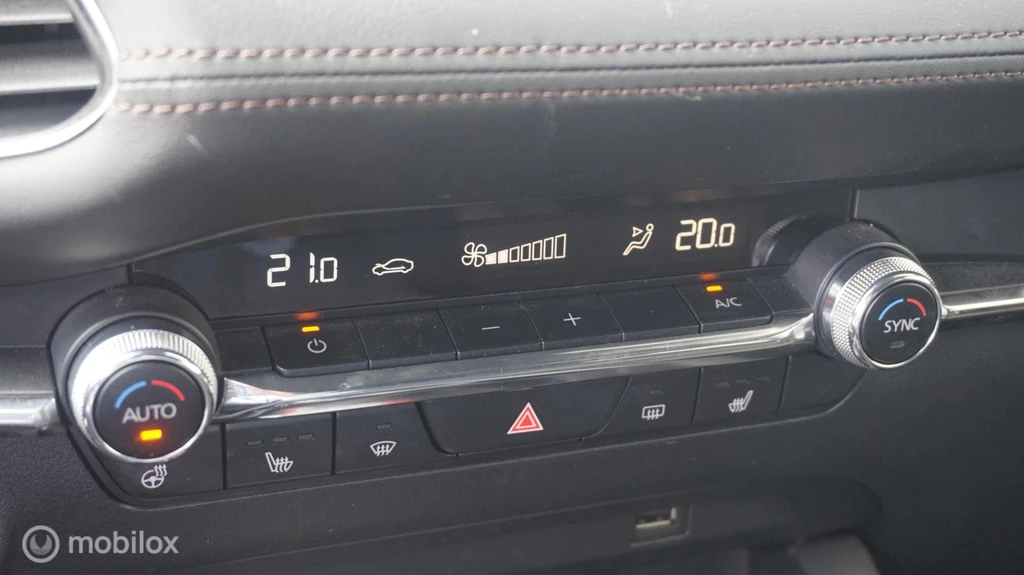 21.0 20.0
− +
A/C
SYNC
AUTO
mobilox